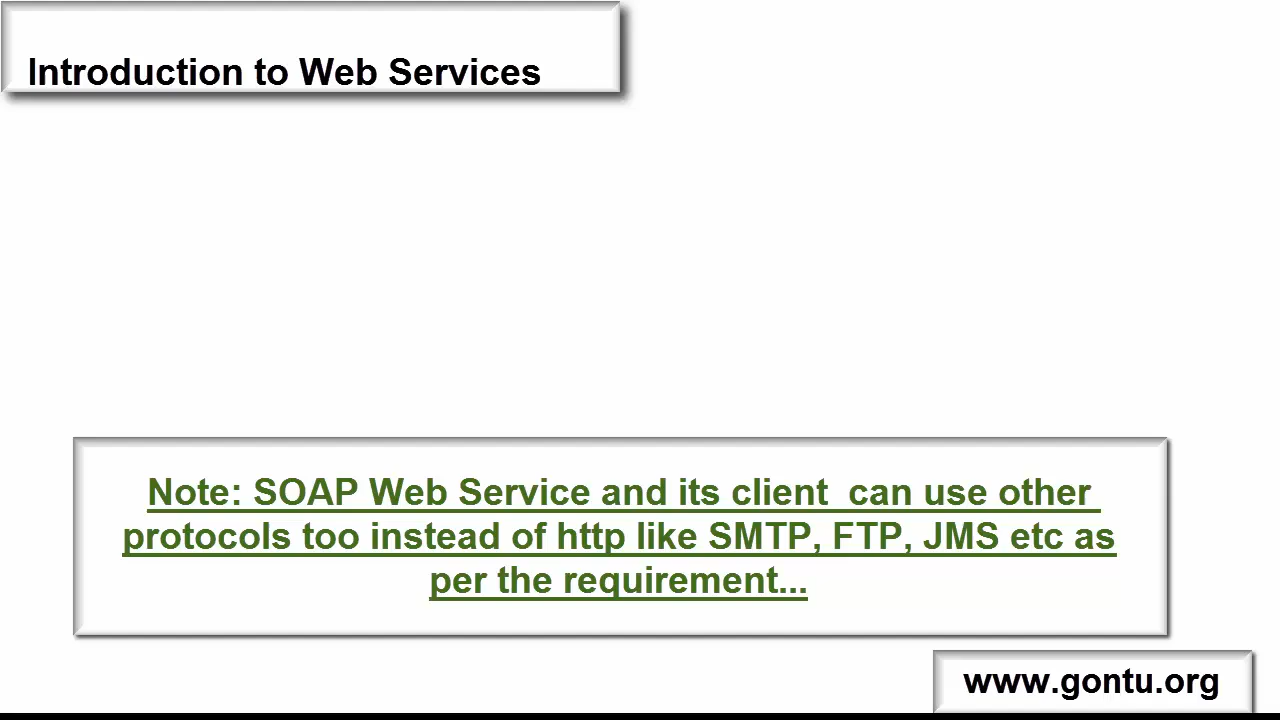 Introduction to Web Services
Note: SOAP Web Service and its client  can use other
protocols too instead of http like SMTP, FTP, JMS etc as
per the requirement...
www.gontu.org